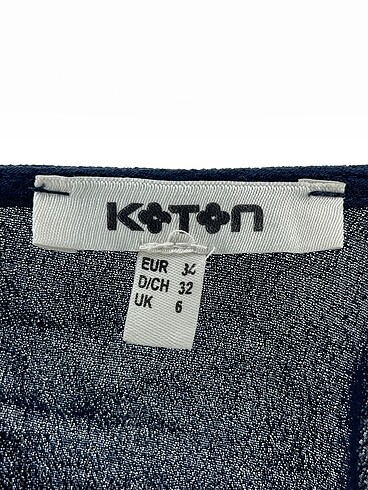 KOTON
EUR 34
D/CH 32
UK 6